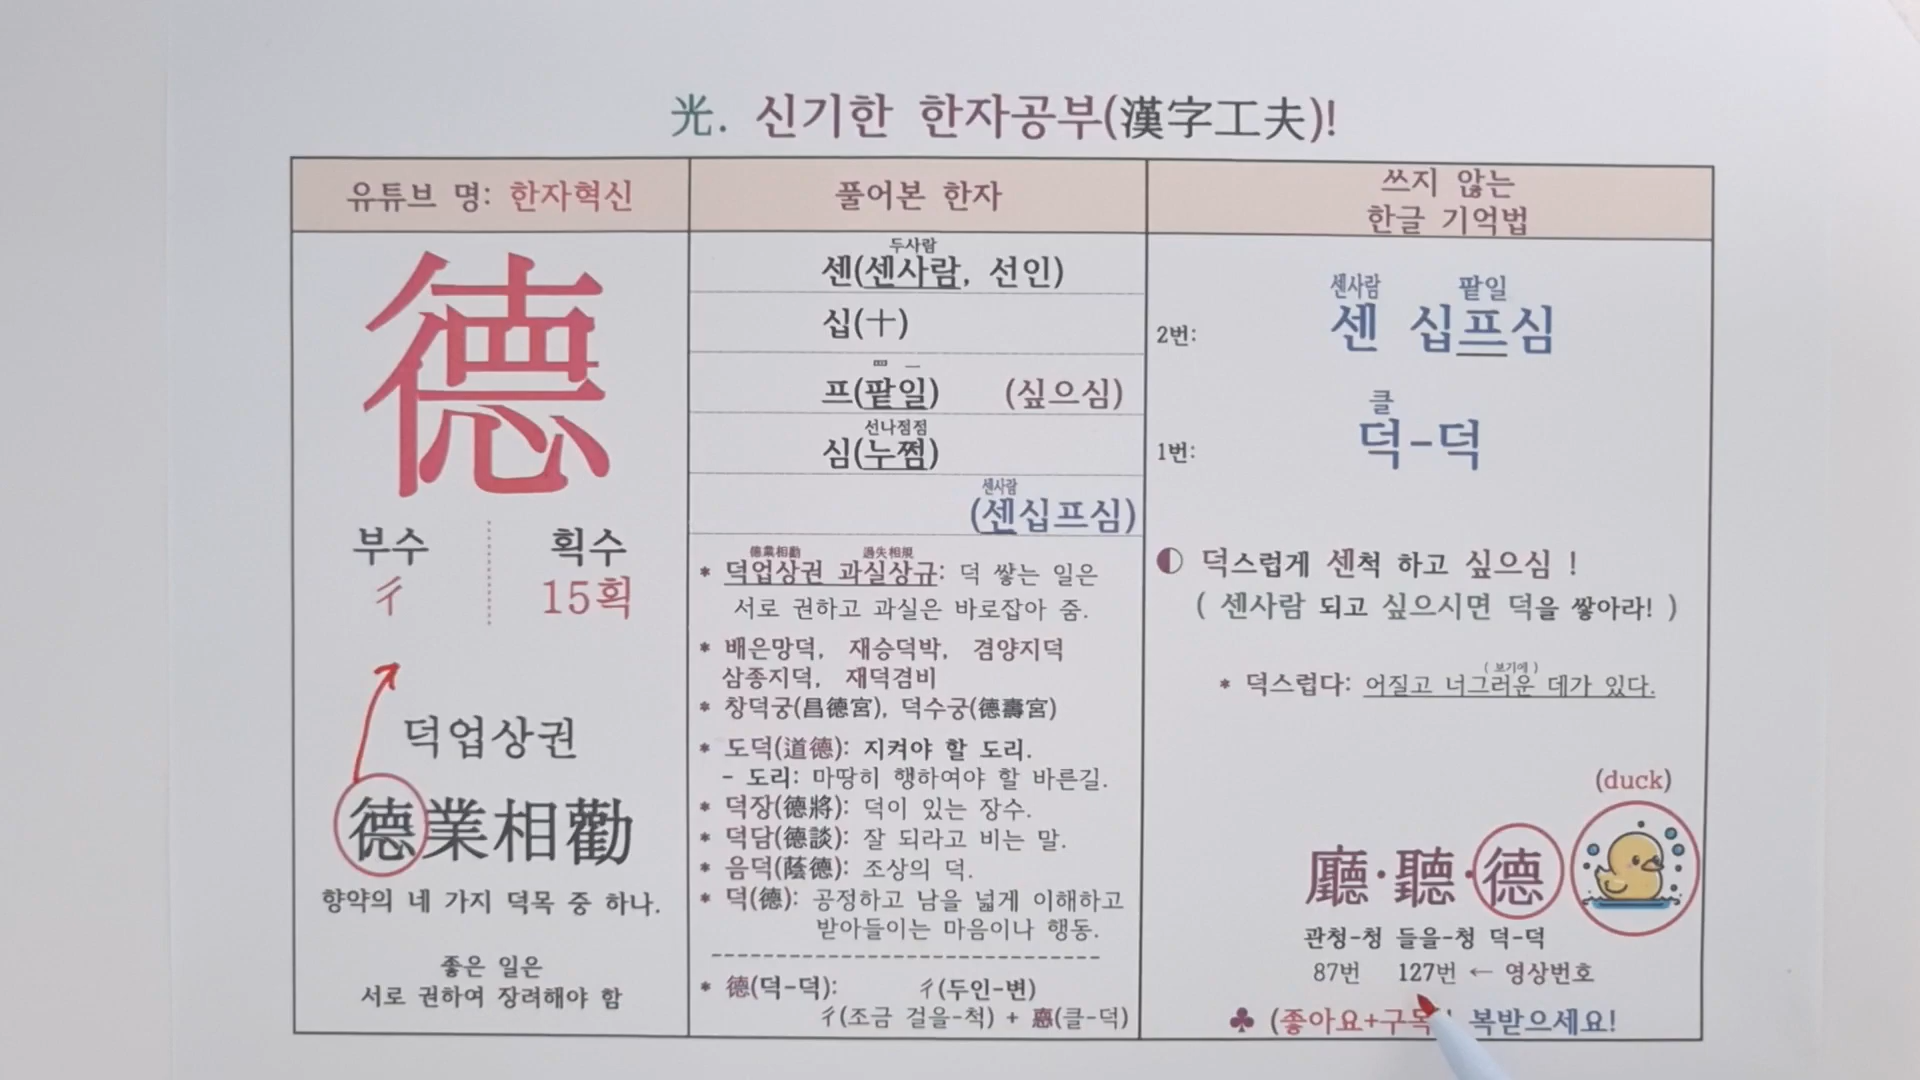 光. 신기한 한자공부(漢字工夫)!
유튜브 명: 한자혁신
풀어본 한자
쓰지 않는
한글 기억법
德
부수
획수
彳
15획
덕업상권
德業相勸
향약의 네 가지 덕목 중 하나.
좋은 일은
서로 권하여 장려해야 함
두사람
센(센사람, 선인)
십(十)
罒 一
프(팥일) (싶으심)
선나점점
심(누쩜)
센사람
(센십프심)
德業相勸 過失相規
* 덕업상권 과실상규: 덕 쌓는 일은
서로 권하고 과실은 바로잡아 줌.
* 배은망덕, 재승덕박, 겸양지덕
삼종지덕, 재덕겸비
* 창덕궁(昌德宮), 덕수궁(德壽宮)
* 도덕(道德): 지켜야 할 도리.
- 도리: 마땅히 행하여야 할 바른길.
* 덕장(德將): 덕이 있는 장수.
* 덕담(德談): 잘 되라고 비는 말.
* 음덕(蔭德): 조상의 덕.
* 덕(德): 공정하고 남을 넓게 이해하고
받아들이는 마음이나 행동.
* 德(덕-덕): 彳(두인-변)
彳(조금 걸을-척) + 悳(클-덕)
센사람 팥일
2번: 센 십프심
클
1번: 덕-덕
◐ 덕스럽게 센척 하고 싶으심 !
( 센사람 되고 싶으시면 덕을 쌓아라! )
( 보기에 )
* 덕스럽다: 어질고 너그러운 데가 있다.
(duck)
廳·聽·德
관청-청 들을-청 덕-덕
87번 127번 ← 영상번호
♣ (좋아요+구독) 복받으세요!